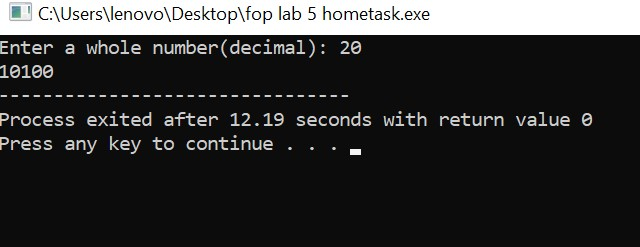 C:\Users\lenovo\Desktop\fop lab 5 hometask.exe
Enter a whole number(decimal): 20
10100
--------------------------------
Process exited after 12.19 seconds with return value 0
Press any key to continue . . .